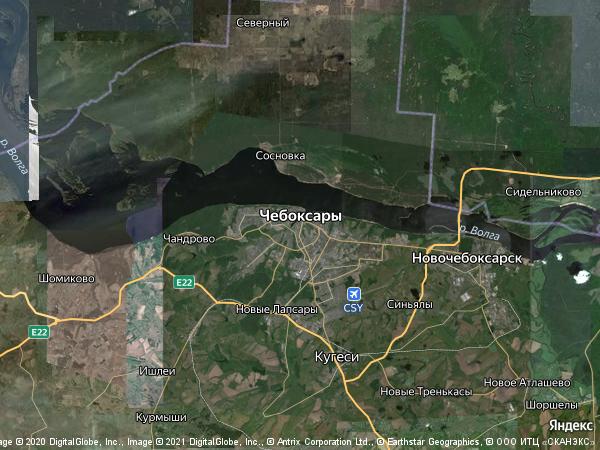 Северный
р. Волга
Сосновка
Сидельниково
Чебоксары
р. Волга
Чандрово
Новочебоксарск
Шомиково
E22
CSY
Новые Лапсары
Синьялы
E22
Кугеси
Ишлеи
Новые Тренькасы
Новое Атлашево
Шоршелы
Курмыши
Яндекс
age © 2020 DigitalGlobe, Inc., Image © 2021 DigitalGlobe, Inc., © Antrix Corporation Ltd., © Earthstar Geographics, © ООО ИТЦ «СКАНЭКС»